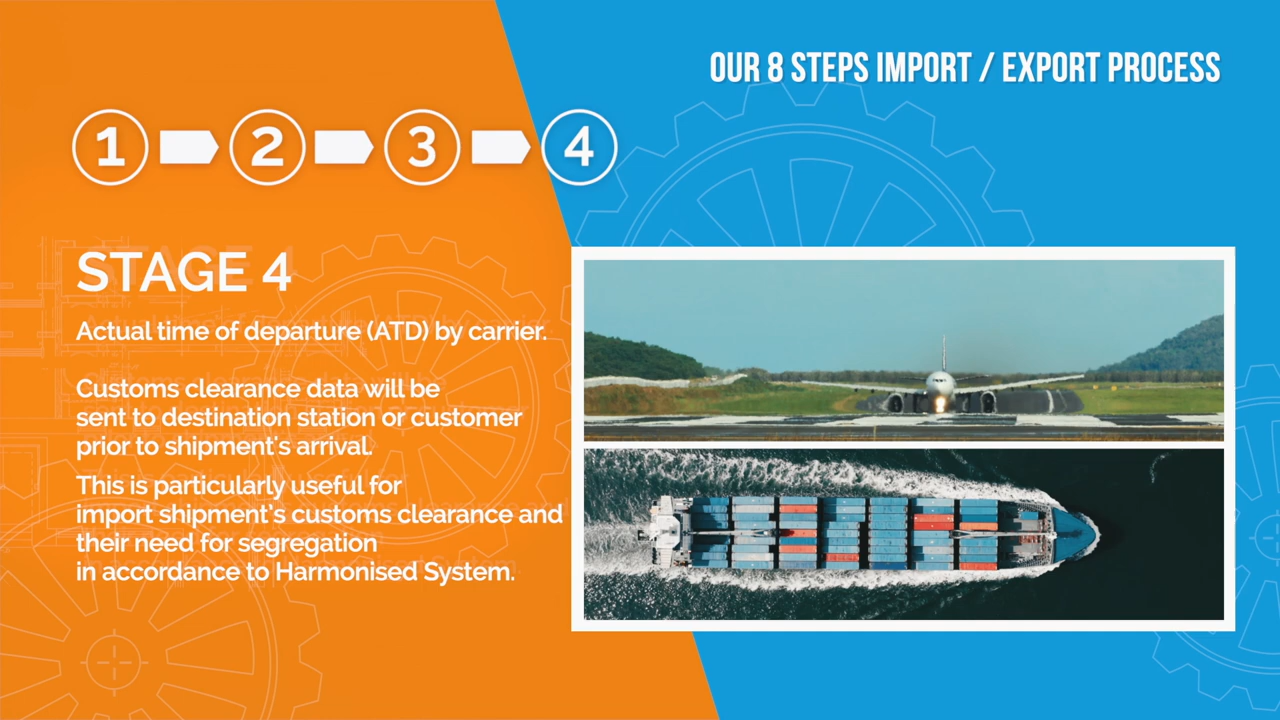 OUR 8 STEPS IMPORT / EXPORT PROCESS
1 2 3 4
STAGE 4
Actual time of departure (ATD) by carrier.
Customs clearance data will be
sent to destination station or customer
prior to shipment's arrival.
This is particularly useful for
import shipment's customs clearance and
their need for segregation
in accordance to Harmonised System.